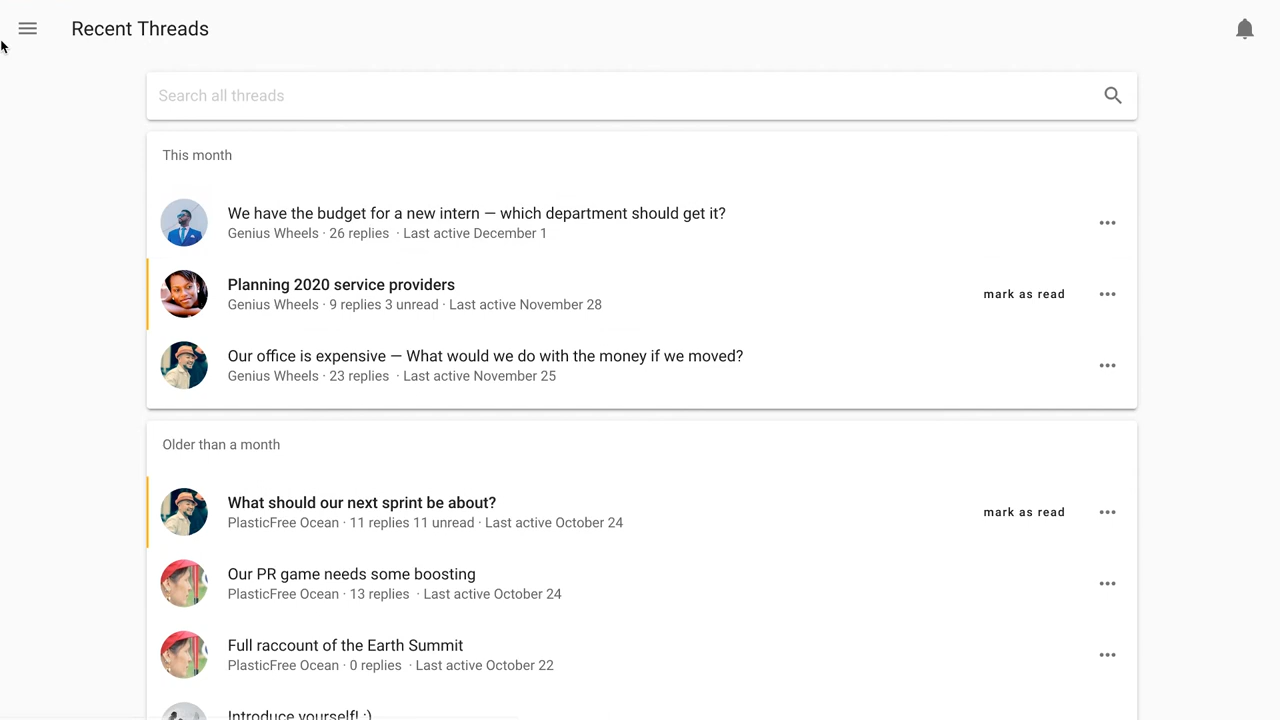 Recent Threads
Search all threads
This month
We have the budget for a new intern — which department should get it?
Genius Wheels · 26 replies · Last active December 1
Planning 2020 service providers
Genius Wheels · 9 replies 3 unread · Last active November 28
mark as read
Our office is expensive — What would we do with the money if we moved?
Genius Wheels · 23 replies · Last active November 25
Older than a month
What should our next sprint be about?
PlasticFree Ocean · 11 replies 11 unread · Last active October 24
mark as read
Our PR game needs some boosting
PlasticFree Ocean · 13 replies · Last active October 24
Full raccount of the Earth Summit
PlasticFree Ocean · 0 replies · Last active October 22
Introduce yourself! :)